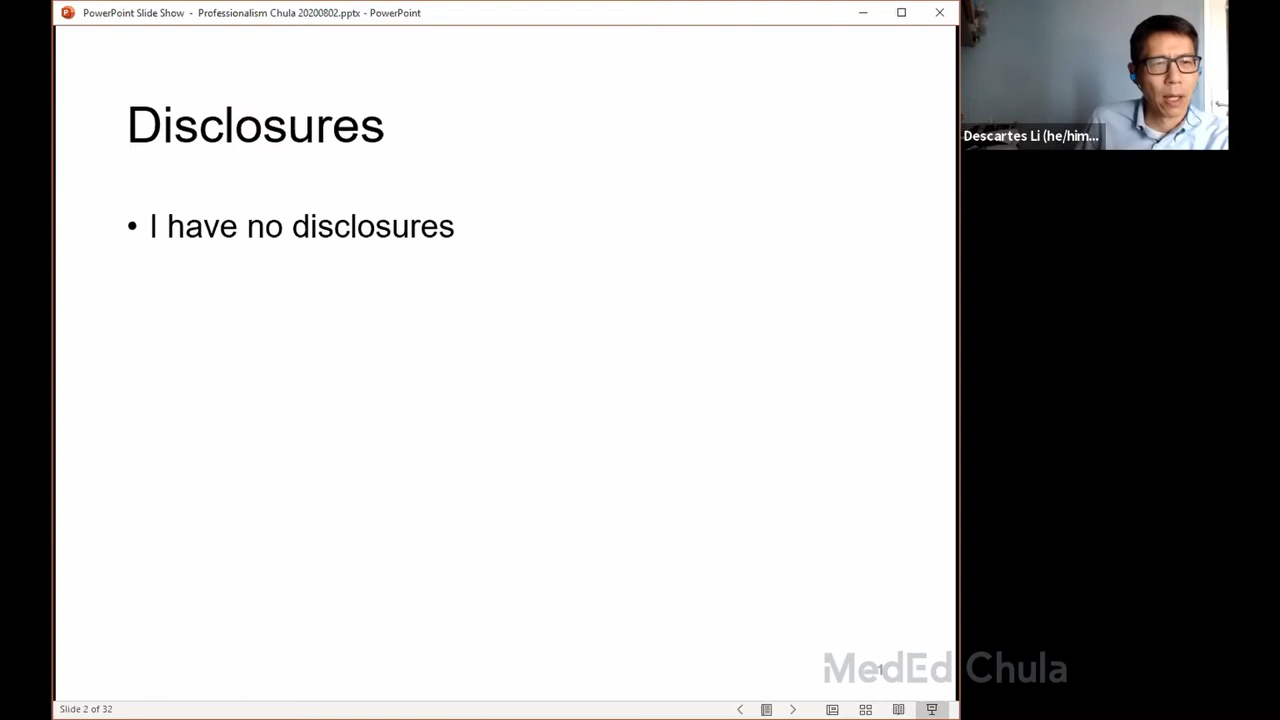 PowerPoint Slide Show - Professionalism Chula 20200802.pptx - PowerPoint
Disclosures
• I have no disclosures
Descartes Li (he/him...
1
MedEd Chula
Slide 2 of 32